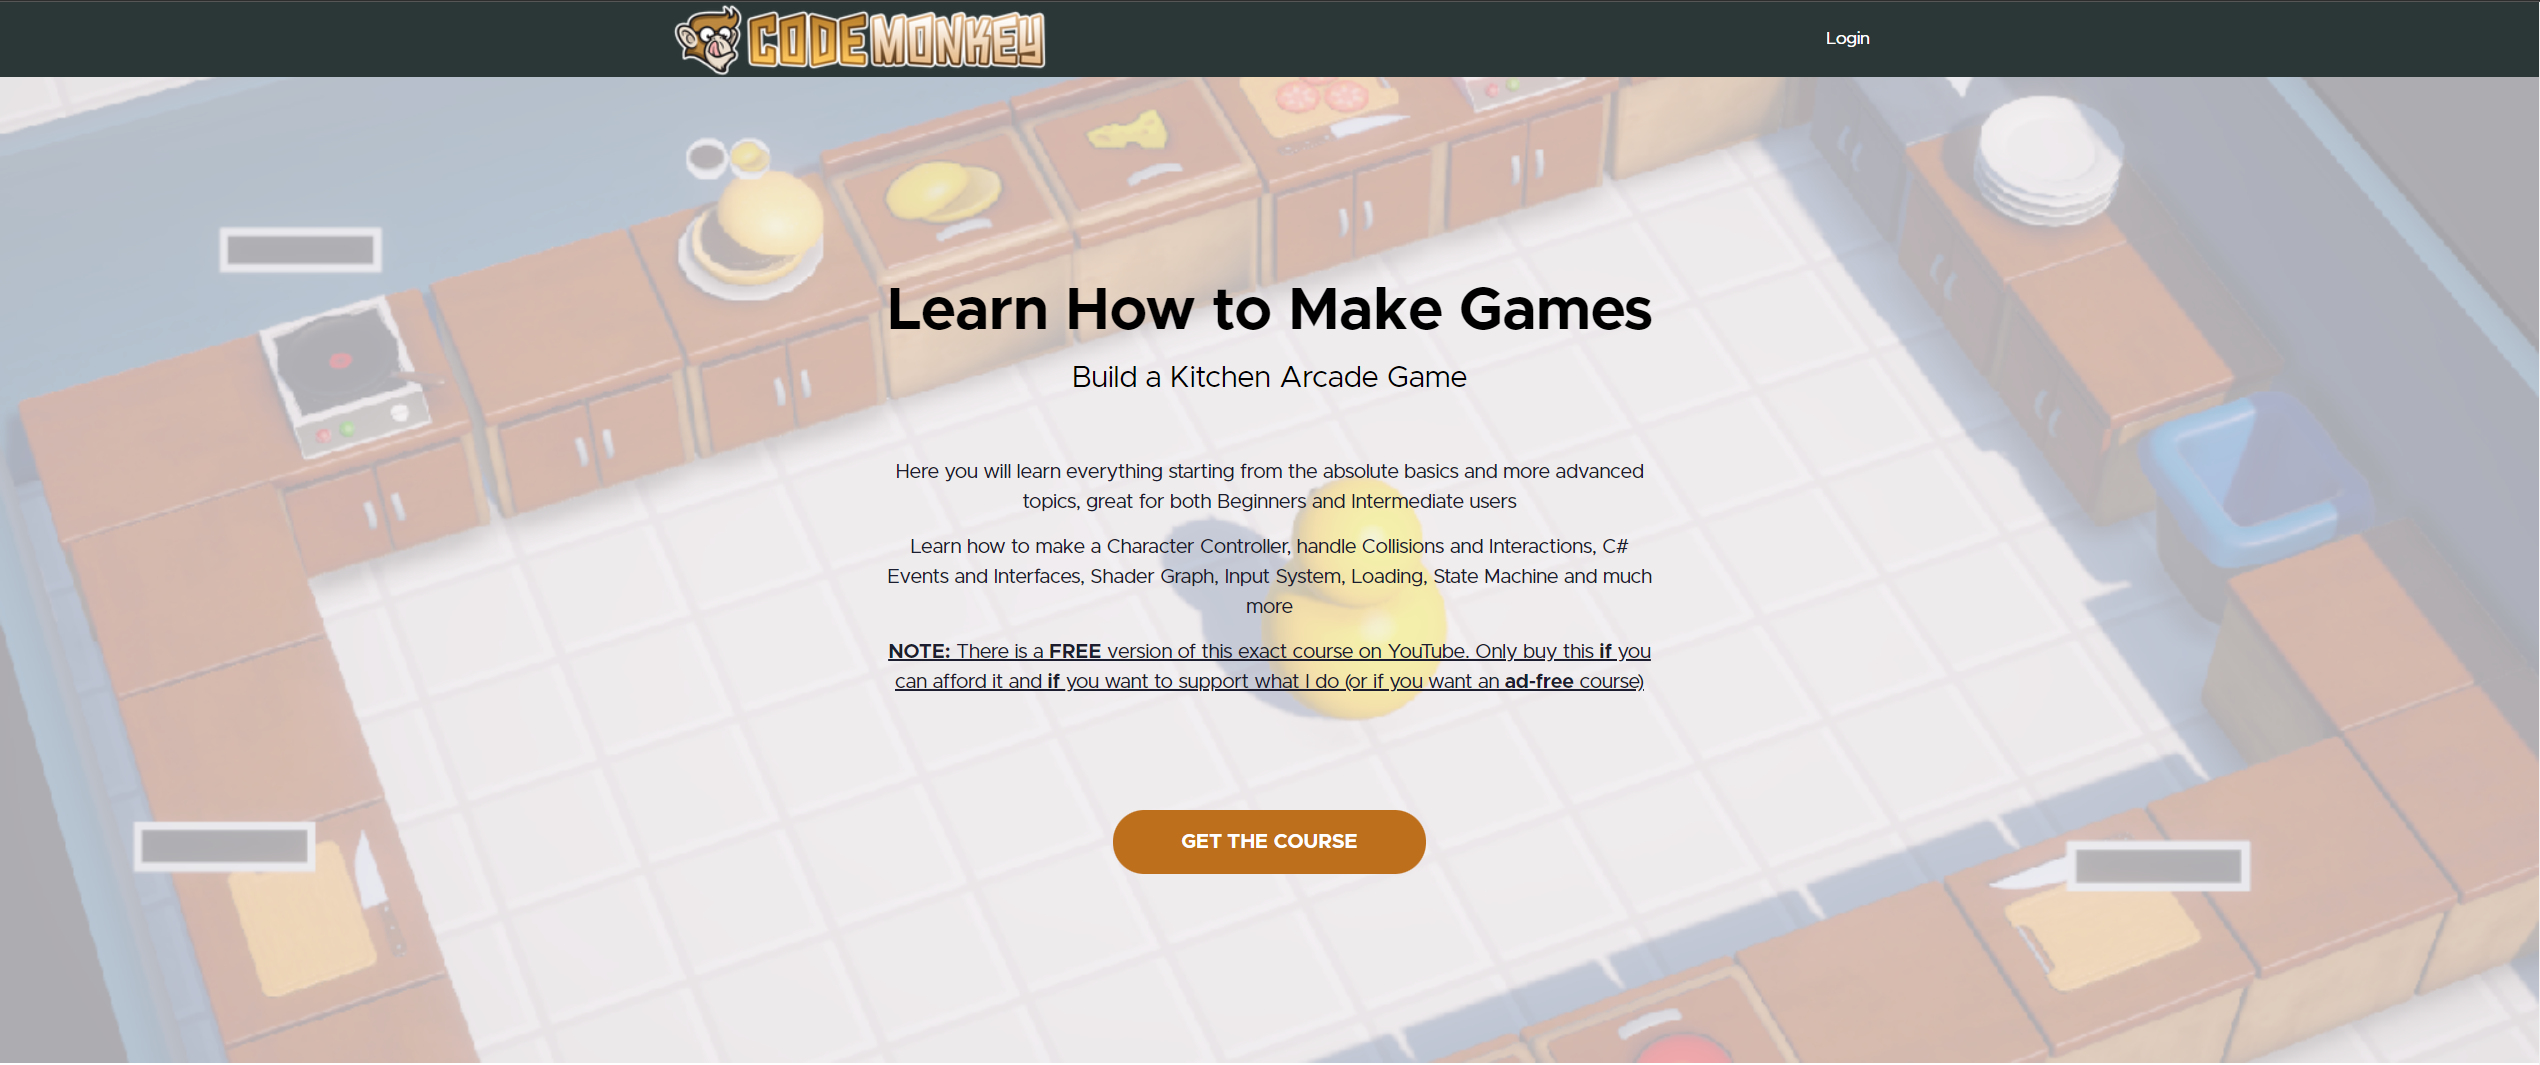 CODE MONKEY
Login
Learn How to Make Games
Build a Kitchen Arcade Game
Here you will learn everything starting from the absolute basics and more advanced
topics, great for both Beginners and Intermediate users
Learn how to make a Character Controller, handle Collisions and Interactions, C#
Events and Interfaces, Shader Graph, Input System, Loading, State Machine and much
more
NOTE: There is a FREE version of this exact course on YouTube. Only buy this if you
can afford it and if you want to support what I do (or if you want an ad-free course)
GET THE COURSE